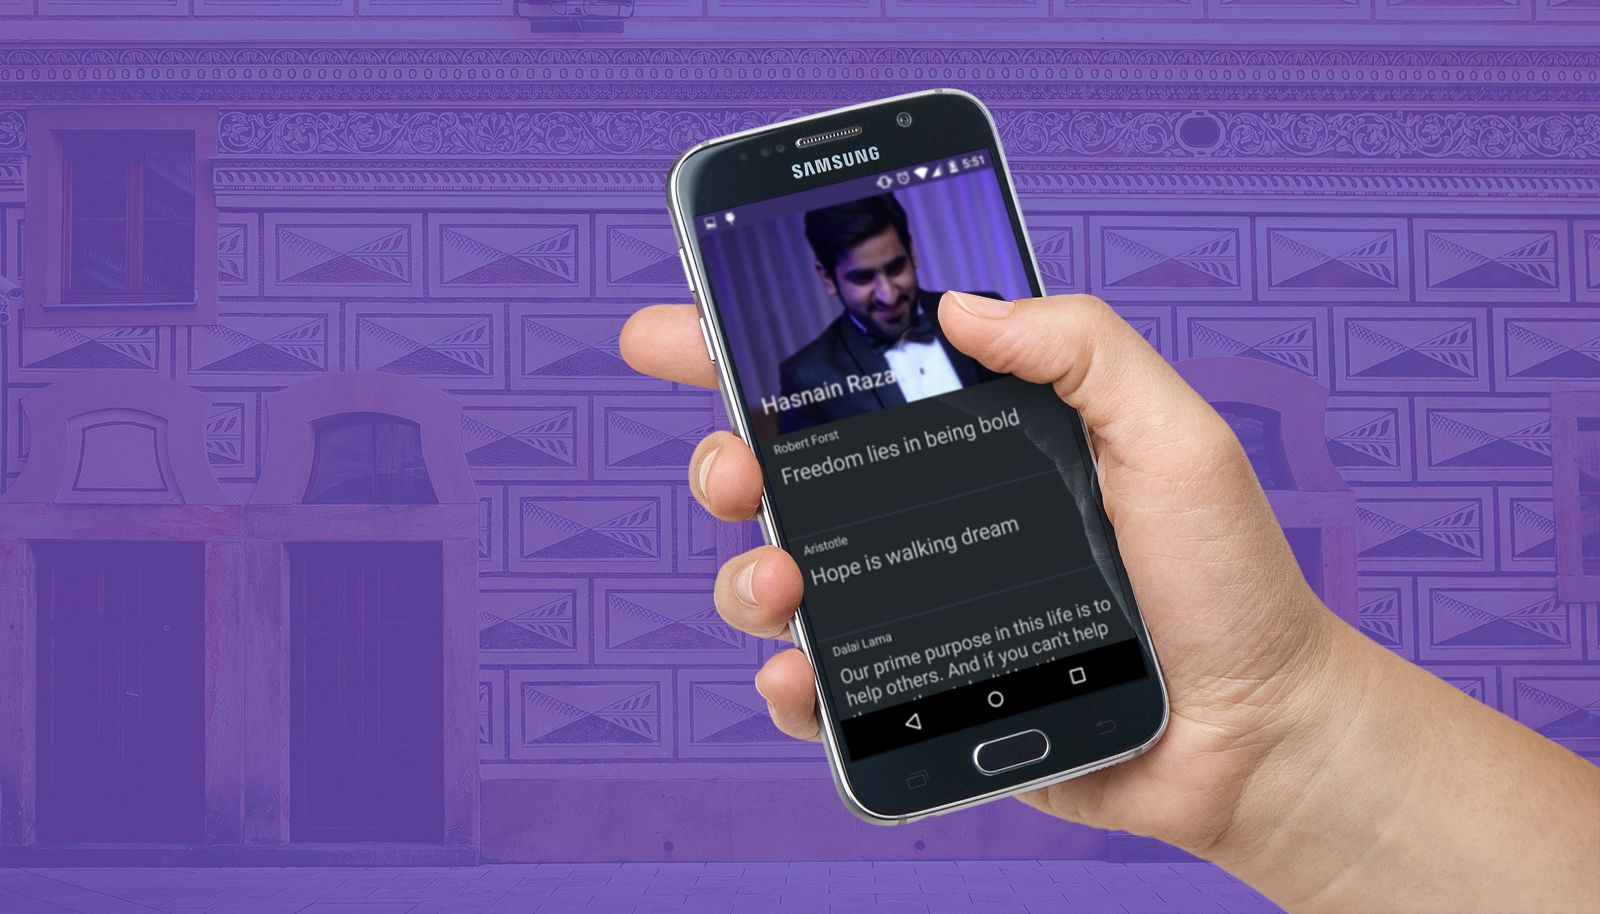 SAMSUNG
5:51
Hasnain Raza
Robert Forst
Freedom lies in being bold
Aristotle
Hope is walking dream
Dalai Lama
Our prime purpose in this life is to
help others. And if you can't help